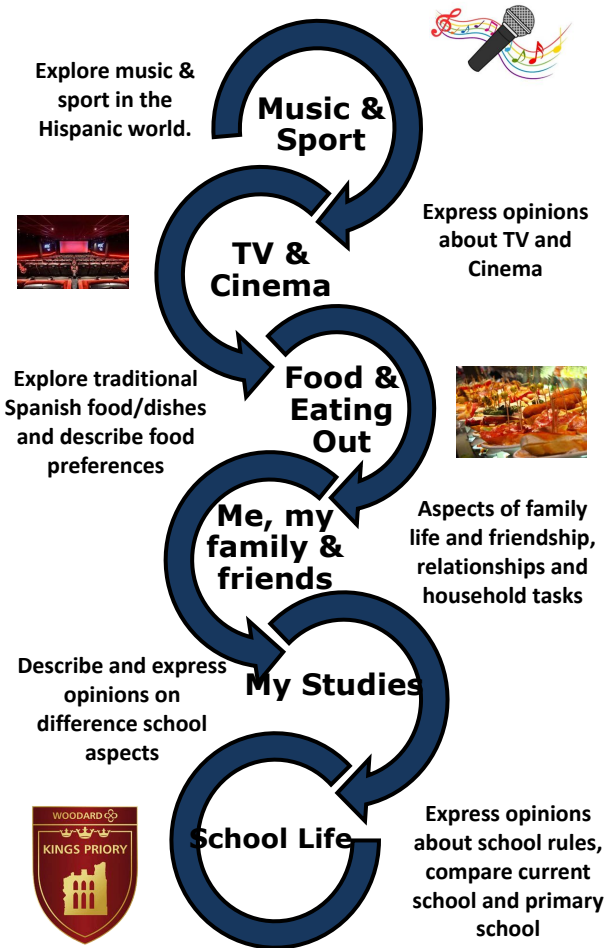 Explore music &
sport in the
Hispanic world.
Music &
Sport
Express opinions
about TV and
Cinema
TV &
Cinema
Explore traditional
Spanish food/dishes
and describe food
preferences
Food &
Eating
Out
Me, my
family &
friends
Aspects of family
life and friendship,
relationships and
household tasks
Describe and express
opinions on
difference school
aspects
My Studies
School Life
WOODARD
KINGS PRIORY
Express opinions
about school rules,
compare current
school and primary
school